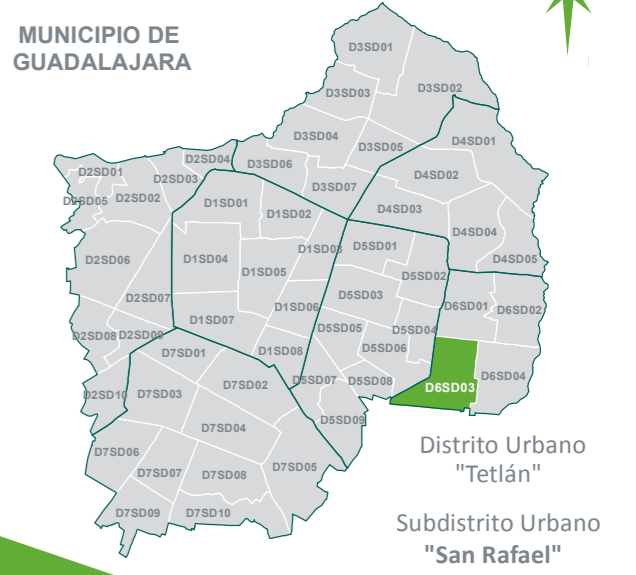 MUNICIPIO DE
GUADALAJARA
D3SD01
D3SD02
D3SD03
D3SD04
D4SD01
D3SD05
D2SD04
D3SD06
D2SD01
D2SD03
D4SD02
D3SD07
D2SD05
D2SD02
D1SD01
D1SD02
D4SD03
D4SD04
D1SD03
D5SD01
D2SD06
D1SD04
D4SD05
D1SD05
D5SD02
D2SD07
D5SD03
D1SD06
D6SD01
D6SD02
D1SD07
D5SD05
D5SD04
D2SD08
D2SD09
D5SD06
D7SD01
D1SD08
D6SD04
D5SD07
D5SD08
D7SD02
D6SD03
D2SD10
D7SD03
D5SD09
D7SD04
D7SD06
D7SD05
D7SD07
D7SD08
D7SD09
D7SD10
Distrito Urbano
"Tetlán"
Subdistrito Urbano
"San Rafael"